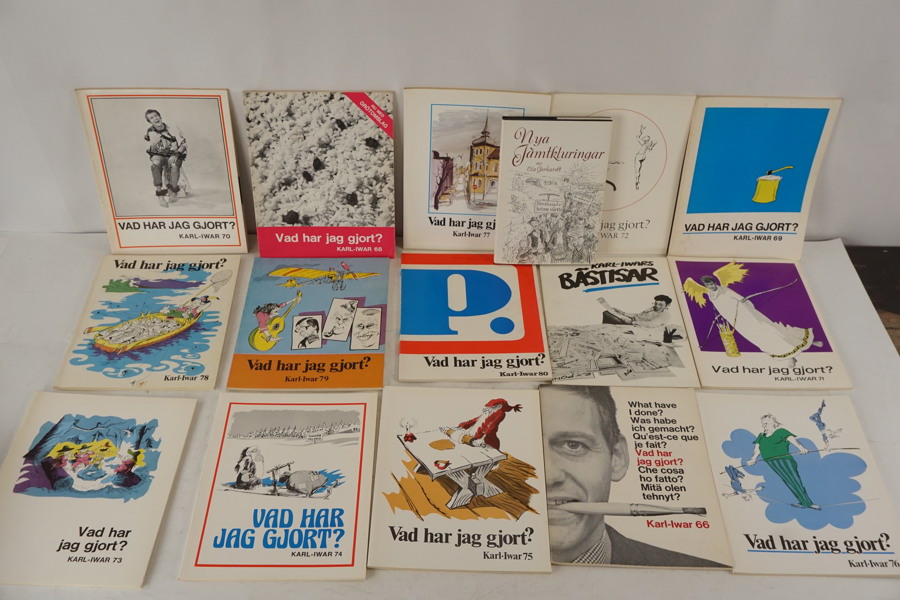 VAD HAR JAG GJORT?
KARL-IWAR 70
NU MED
Vad har jag gjort?
KARL-IWAR 68
Vad har jag gjort?
Karl-Iwar 77
Nya
Jämtkluringar
av
jag gjort?
WAR 72
VAD HAR JAG GJORT?
KARL-IWAR 69
Vad har jag gjort?
Karl-Iwar 78
Vad har jag gjort?
Karl-Iwar 79
P.
Vad har jag gjort?
Karl-Iwar 80
KARL-IWARS
BÄSTISAR
Vad har jag gjort?
KARL-IWAR 71
Vad har
jag gjort?
KARL-IWAR 73
VAD HAR
JAG GJORT?
KARL-IWAR 74
Vad har jag gjort?
Karl-Iwar 75
What have
I done?
Was habe
ich gemacht?
Qu'est-ce que
je fait?
Vad har
jag gjort?
Che cosa
ho fatto?
Mitä olen
tehnyt?
Karl-Iwar 66
Vad har jag gjort?
Karl-Iwar 76